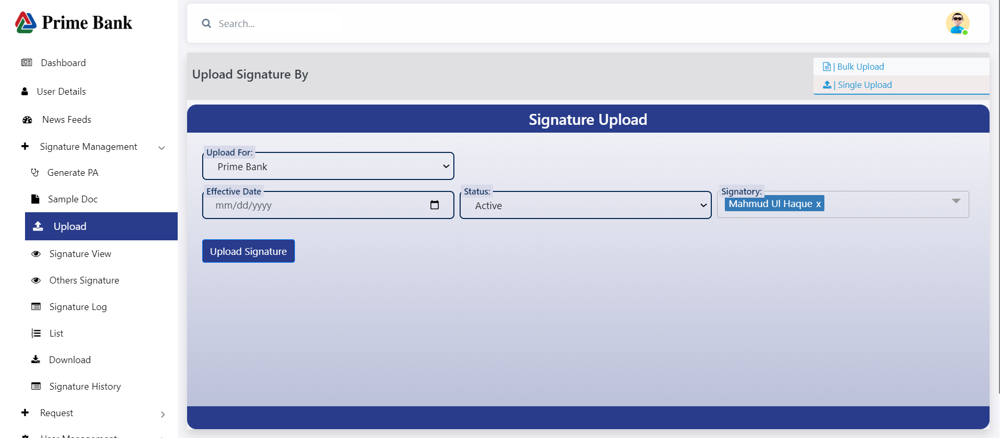 Prime Bank
Search...
Dashboard
User Details
News Feeds
Signature Management
Generate PA
Sample Doc
Upload
Signature View
Others Signature
Signature Log
List
Download
Signature History
Request
User Management
Upload Signature By
| Bulk Upload
| Single Upload
Signature Upload
Upload For:
Prime Bank
Effective Date
mm/dd/yyyy
Status:
Active
Signatory:
Mahmud Ul Haque x
Upload Signature